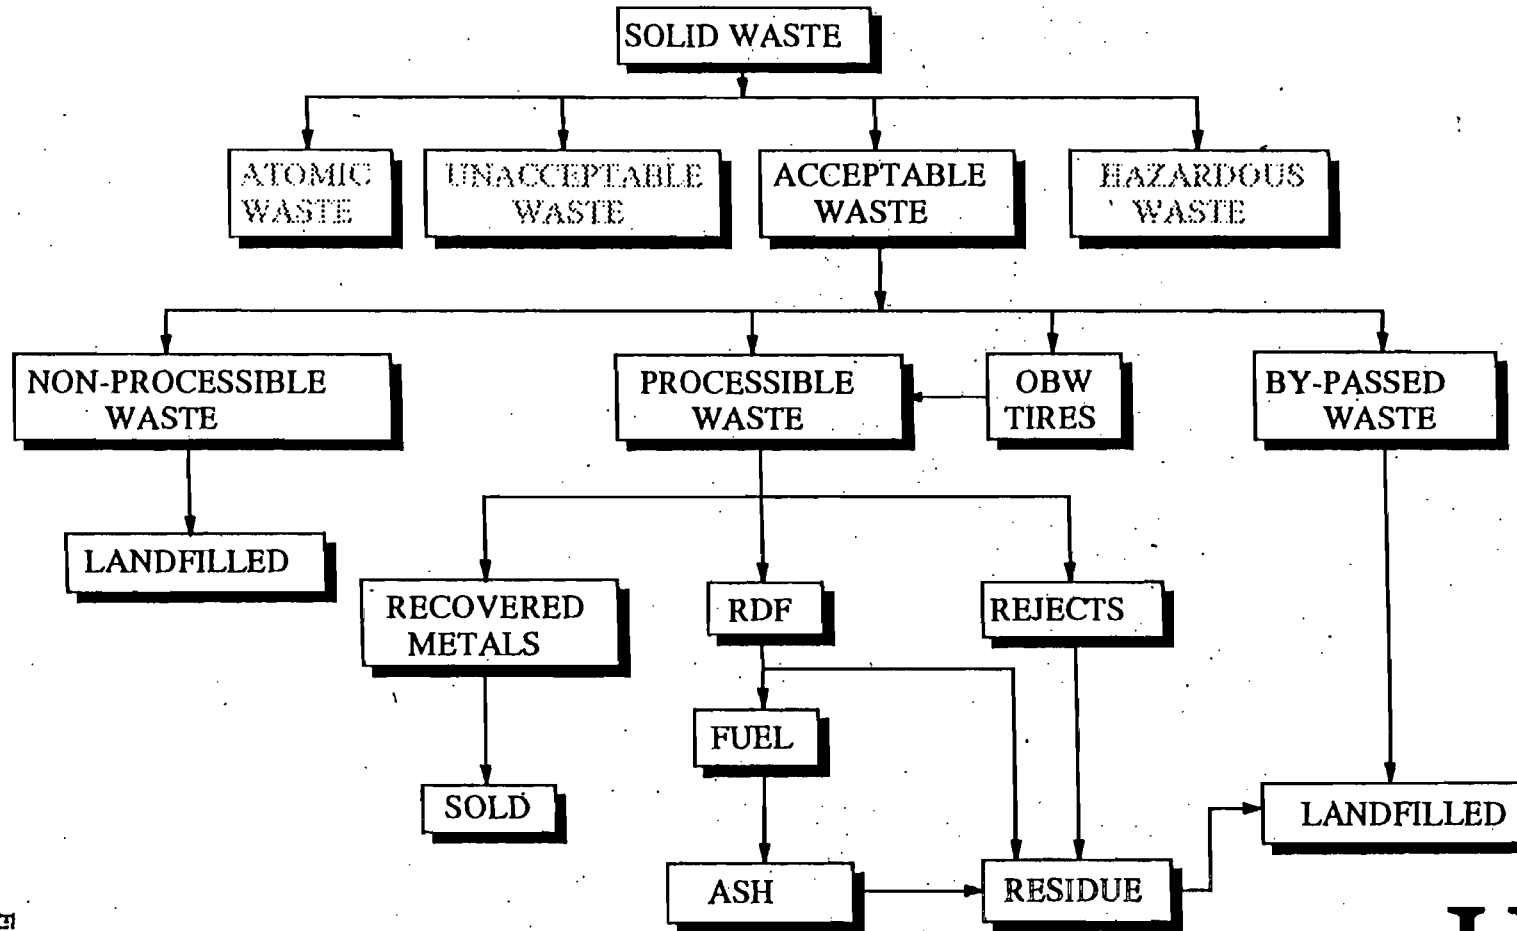 SOLID WASTE
ATOMIC
WASTE
UNACCEPTABLE
WASTE
ACCEPTABLE
WASTE
HAZARDOUS
WASTE
NON-PROCESSIBLE
WASTE
PROCESSIBLE
WASTE
OBW
TIRES
BY-PASSED
WASTE
LANDFILLED
RECOVERED
METALS
RDF
REJECTS
FUEL
SOLD
LANDFILLED
ASH
RESIDUE